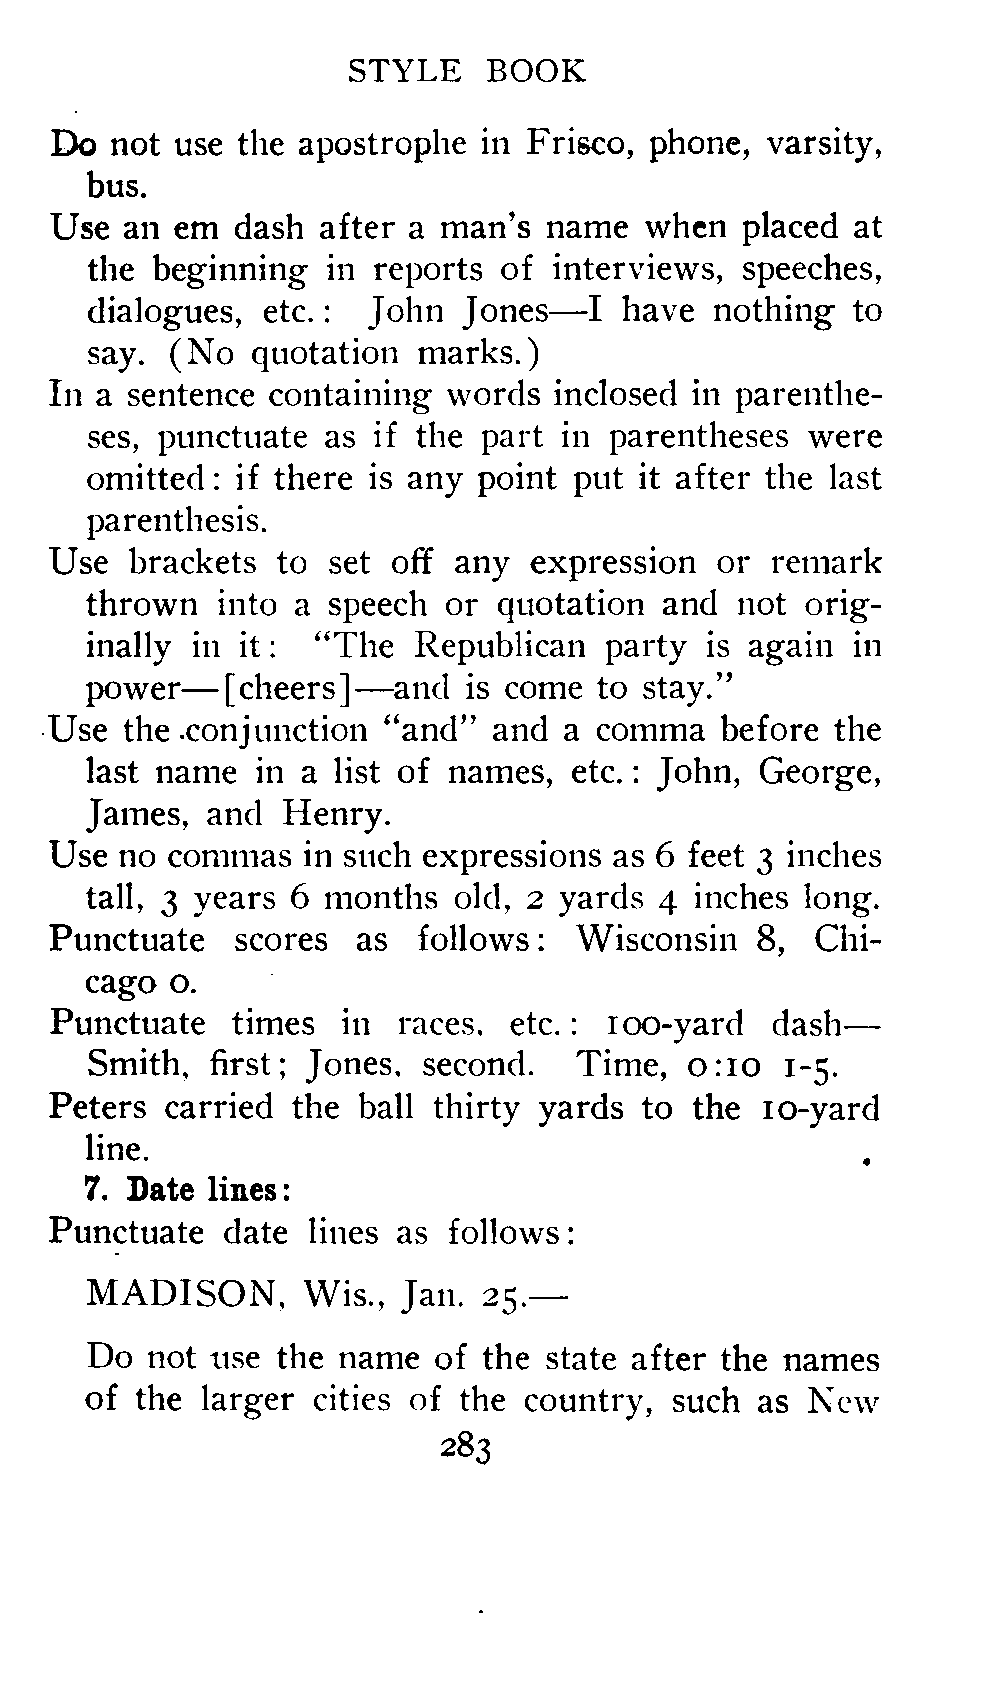 STYLE BOOK
Do not use the apostrophe in Frisco, phone, varsity,
bus.
Use an em dash after a man's name when placed at
the beginning in reports of interviews, speeches,
dialogues, etc.: John Jones—I have nothing to
say. (No quotation marks.)
In a sentence containing words inclosed in parenthe-
ses, punctuate as if the part in parentheses were
omitted: if there is any point put it after the last
parenthesis.
Use brackets to set off any expression or remark
thrown into a speech or quotation and not orig-
inally in it: “The Republican party is again in
power—[cheers]—and is come to stay.”
Use the conjunction “and” and a comma before the
last name in a list of names, etc.: John, George,
James, and Henry.
Use no commas in such expressions as 6 feet 3 inches
tall, 3 years 6 months old, 2 yards 4 inches long.
Punctuate scores as follows: Wisconsin 8, Chi-
cago 0.
Punctuate times in races, etc.: 100-yard dash—
Smith, first; Jones, second. Time, 0:10 1-5.
Peters carried the ball thirty yards to the 10-yard
line.
7. Date lines:
Punctuate date lines as follows:
MADISON, Wis., Jan. 25.—
Do not use the name of the state after the names
of the larger cities of the country, such as New
283